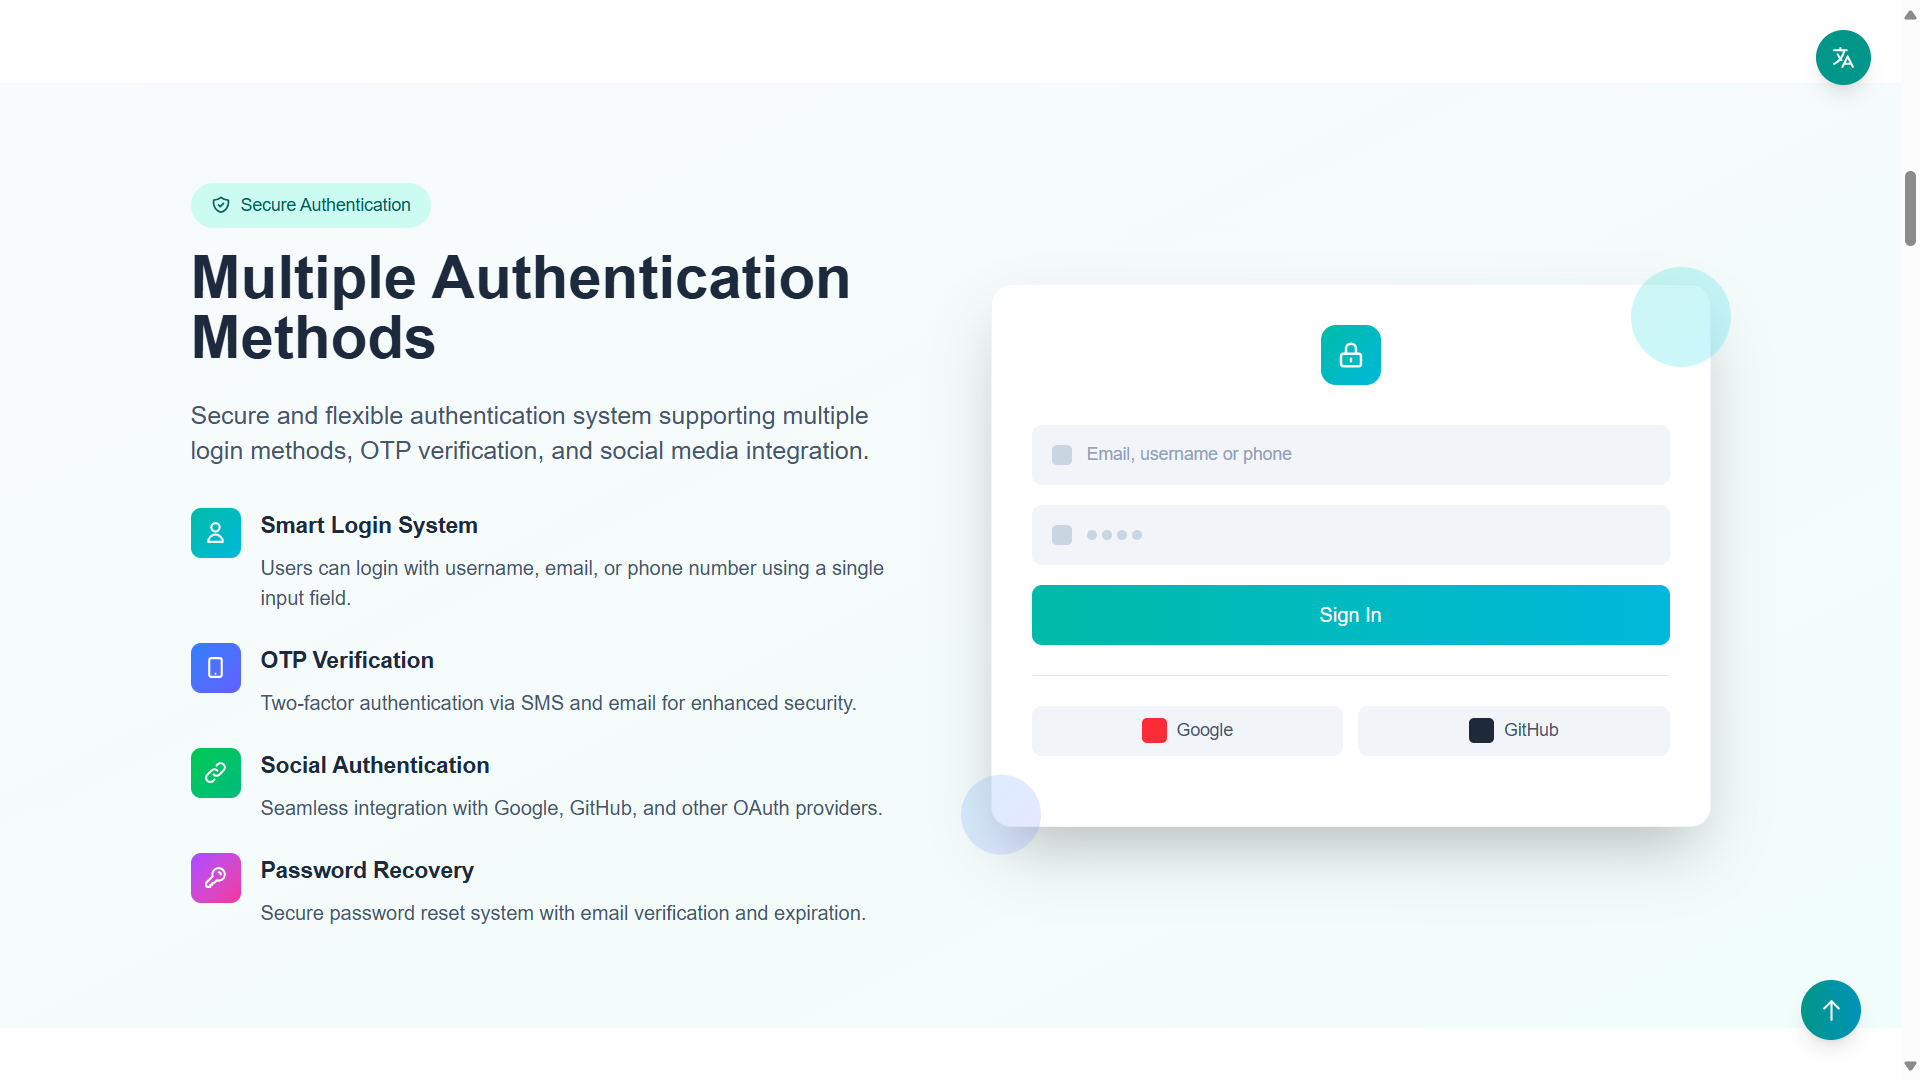 Secure Authentication
Multiple Authentication
Methods
Secure and flexible authentication system supporting multiple
login methods, OTP verification, and social media integration.
Smart Login System
Users can login with username, email, or phone number using a single
input field.
OTP Verification
Two-factor authentication via SMS and email for enhanced security.
Social Authentication
Seamless integration with Google, GitHub, and other OAuth providers.
Password Recovery
Secure password reset system with email verification and expiration.
Email, username or phone
Sign In
Google
GitHub